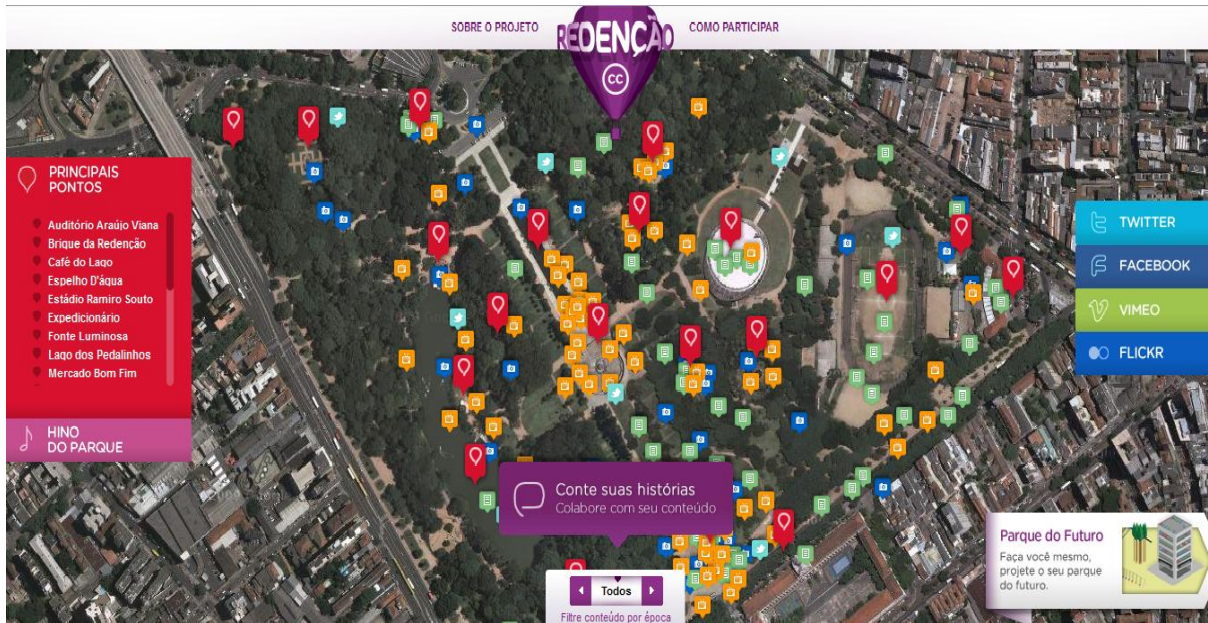 SOBRE O PROJETO
REDENÇÃO
CC
COMO PARTICIPAR
PRINCIPAIS
PONTOS
Auditório Araújo Viana
Brique da Redenção
Café do Lago
Espelho D'água
Estádio Ramiro Souto
Expedicionário
Fonte Luminosa
Lago dos Pedalinhos
Mercado Bom Fim
HINO
DO PARQUE
TWITTER
FACEBOOK
VIMEO
FLICKR
Conte suas histórias
Colabore com seu conteúdo
Parque do Futuro
Faça você mesmo,
projete o seu parque
do futuro.
Todos
Filtre conteúdo por época